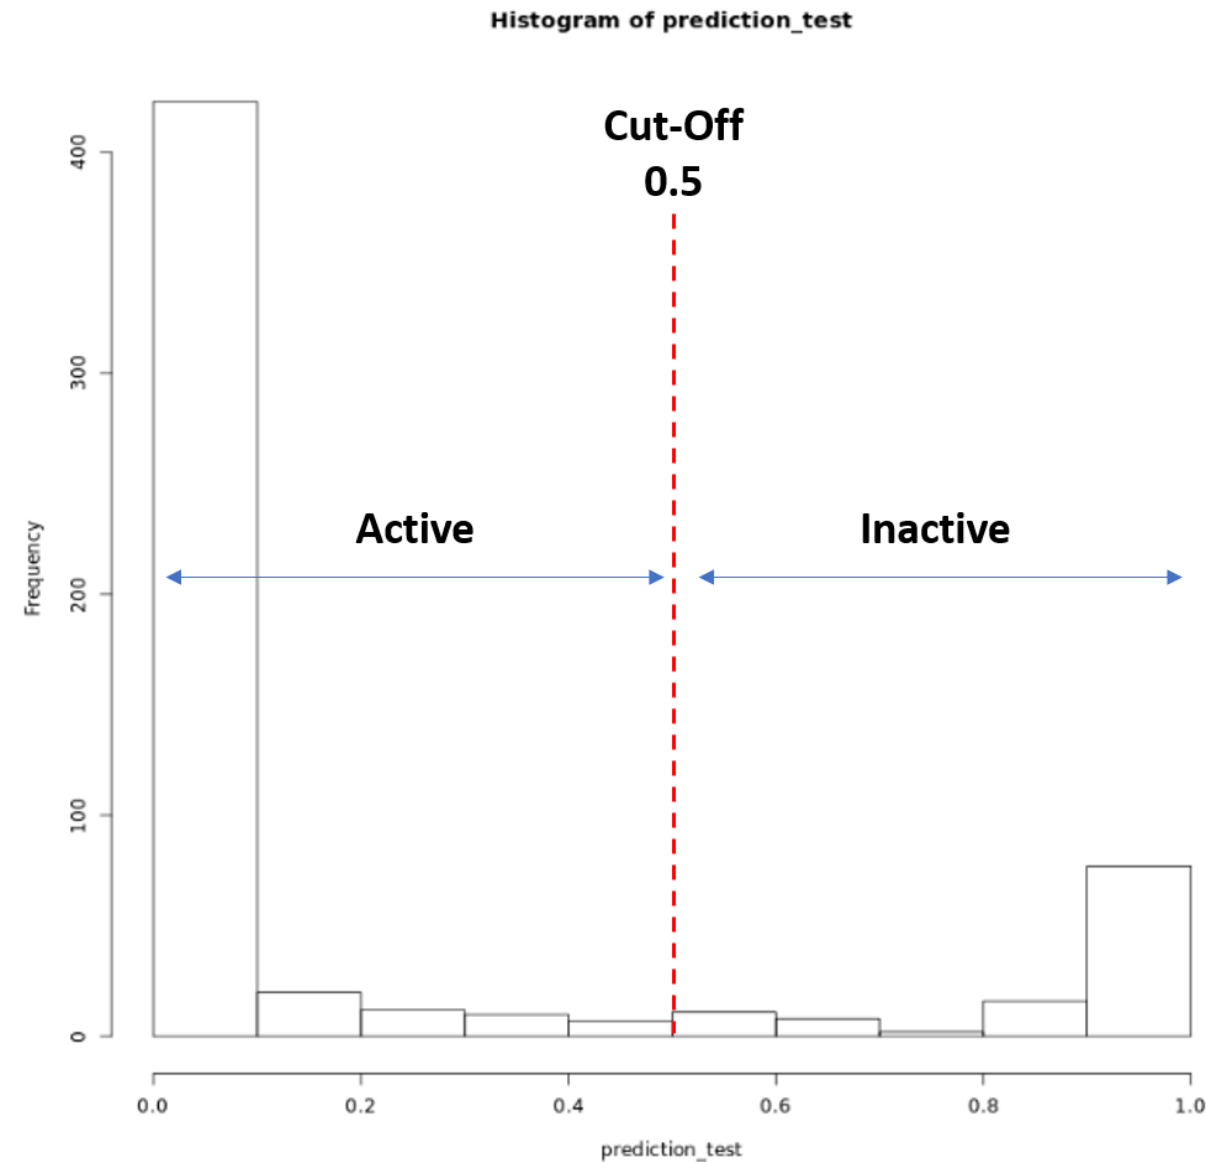 Histogram of prediction_test
Cut-Off
0.5
Active
Inactive
Frequency
400
300
200
100
0
0.0 0.2 0.4 0.6 0.8 1.0
prediction_test